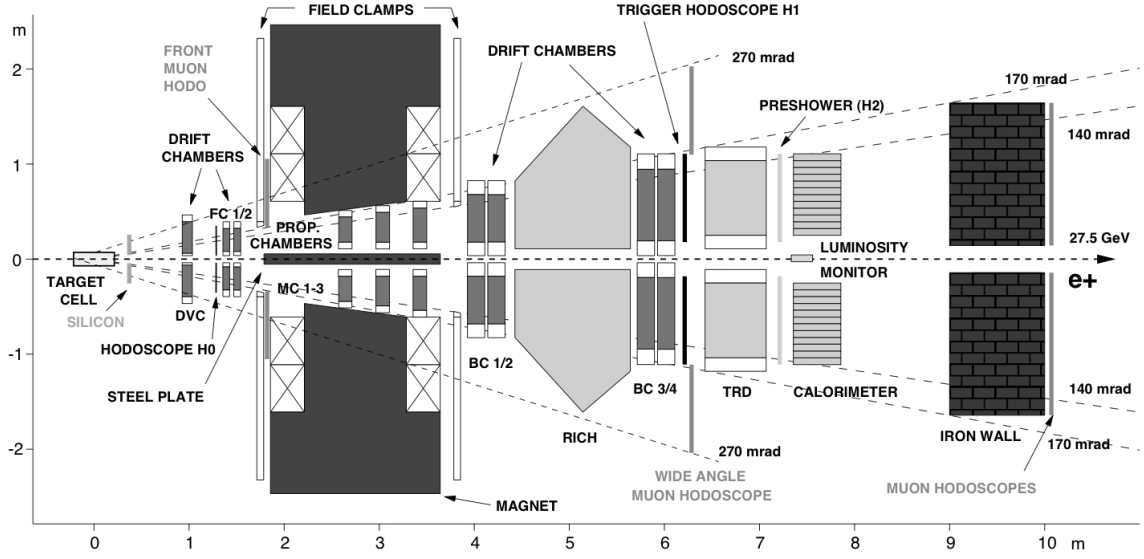 m
FIELD CLAMPS
TRIGGER HODOSCOPE H1
FRONT
MUON
HODO
DRIFT CHAMBERS
270 mrad
170 mrad
2
PRESHOWER (H2)
DRIFT
CHAMBERS
140 mrad
1
FC 1/2
PROP.
CHAMBERS
27.5 GeV
LUMINOSITY
0
MONITOR
e+
TARGET
CELL
MC 1-3
SILICON
DVC
HODOSCOPE H0
-1
BC 1/2
STEEL PLATE
BC 3/4
TRD
CALORIMETER
140 mrad
RICH
IRON WALL
170 mrad
-2
270 mrad
WIDE ANGLE
MUON HODOSCOPE
MUON HODOSCOPES
MAGNET
0 1 2 3 4 5 6 7 8 9 10 m